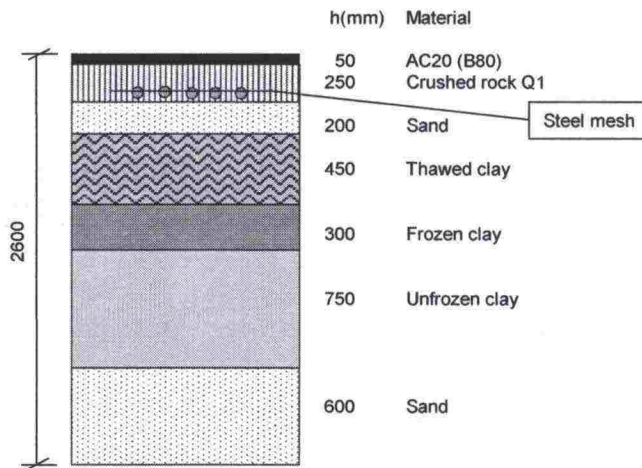 h(mm) Material
50 AC20 (B80)
250 Crushed rock Q1
Steel mesh
200 Sand
450 Thawed clay
300 Frozen clay
2600
750 Unfrozen clay
600 Sand